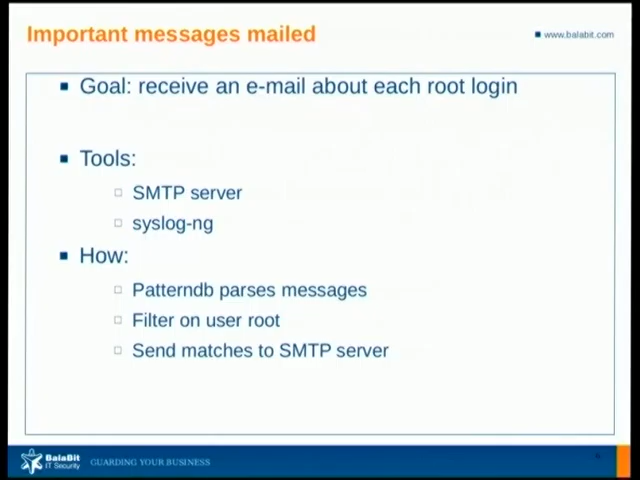 Important messages mailed
www.balabit.com
Goal: receive an e-mail about each root login
Tools:
SMTP server
syslog-ng
How:
Patterndb parses messages
Filter on user root
Send matches to SMTP server
BalaBit
IT Security
GUARDING YOUR BUSINESS